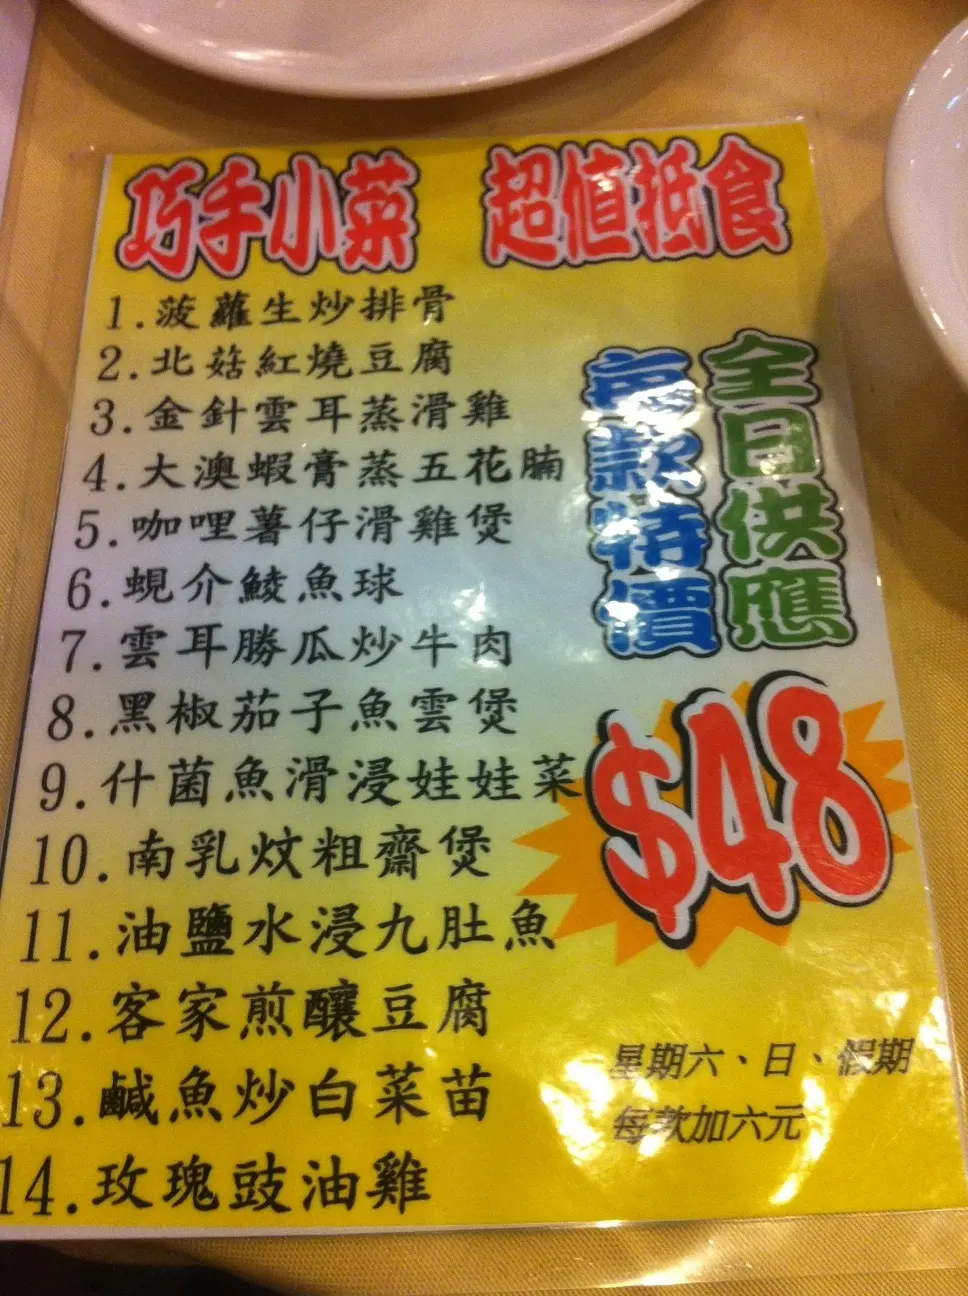 巧手小菜 超值抵食
1.菠蘿生炒排骨
2.北菇紅燒豆腐
3.金針雲耳蒸滑雞
4.大澳蝦膏蒸五花腩
5.咖哩薯仔滑雞煲
6.蜆介鯪魚球
7.雲耳勝瓜炒牛肉
8.黑椒茄子魚雲煲
9.什菌魚滑浸娃娃菜
10.南乳炆粗齋煲
11.油鹽水浸九肚魚
12.客家煎釀豆腐
13.鹹魚炒白菜苗
14.玫瑰豉油雞
全日供應
每款特價
$48
星期六、日、假期
每款加六元